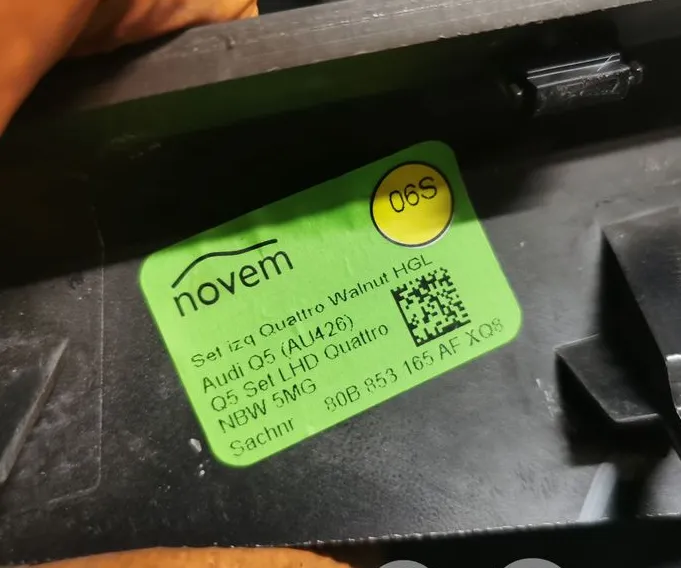 06S
novem
Set izq Quattro Walnut HGL
Audi Q5 (AU426)
Q5 Set LHD Quattro
NBW 5MG
Sachnr 80B 853 165 AF XQ8